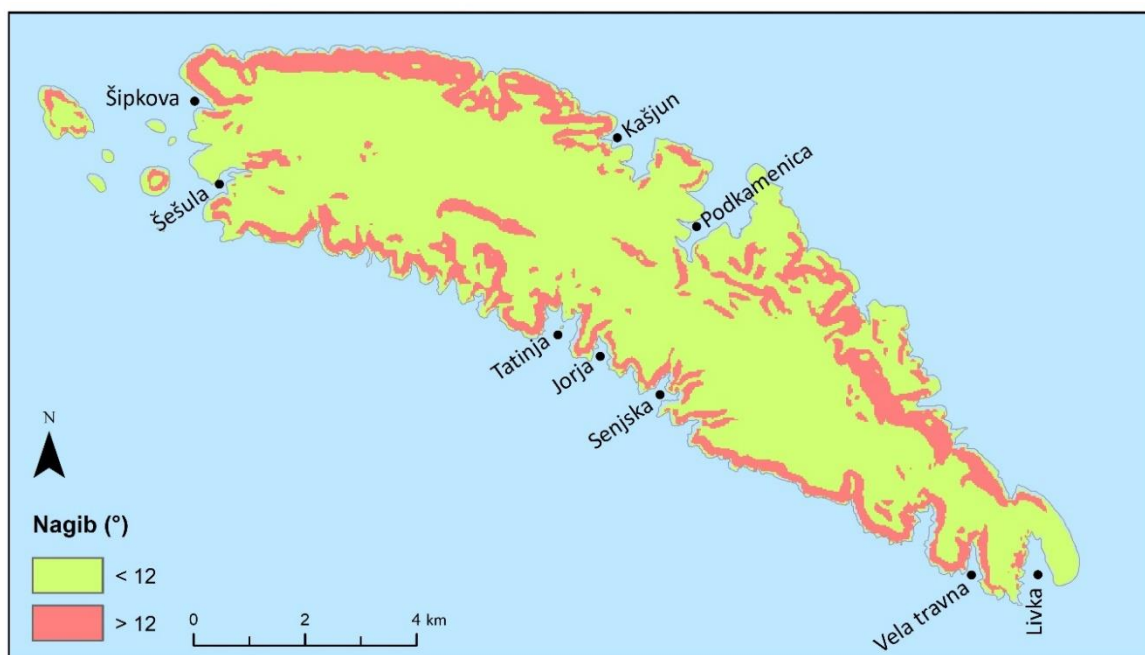 Šipkova
Kašjun
Šešula
Podkamenica
Tatinja
Jorja
Senjska
Vela travna
Livka
N
Nagib (°)
< 12
> 12
0 2 4 km